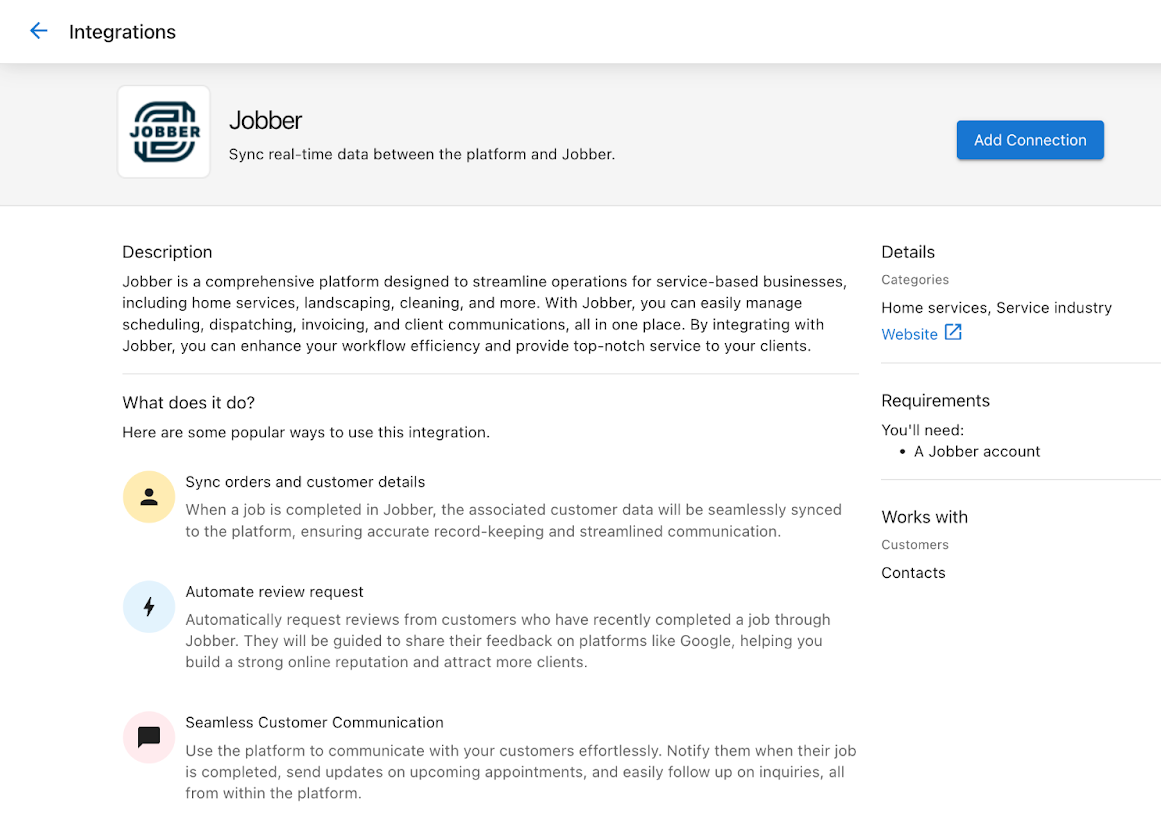 Integrations
JOBBER
Jobber
Sync real-time data between the platform and Jobber.
Add Connection
Description
Jobber is a comprehensive platform designed to streamline operations for service-based businesses,
including home services, landscaping, cleaning, and more. With Jobber, you can easily manage
scheduling, dispatching, invoicing, and client communications, all in one place. By integrating with
Jobber, you can enhance your workflow efficiency and provide top-notch service to your clients.
What does it do?
Here are some popular ways to use this integration.
Sync orders and customer details
When a job is completed in Jobber, the associated customer data will be seamlessly synced
to the platform, ensuring accurate record-keeping and streamlined communication.
Automate review request
Automatically request reviews from customers who have recently completed a job through
Jobber. They will be guided to share their feedback on platforms like Google, helping you
build a strong online reputation and attract more clients.
Seamless Customer Communication
Use the platform to communicate with your customers effortlessly. Notify them when their job
is completed, send updates on upcoming appointments, and easily follow up on inquiries, all
from within the platform.
Details
Categories
Home services, Service industry
Website
Requirements
You'll need:
• A Jobber account
Works with
Customers
Contacts